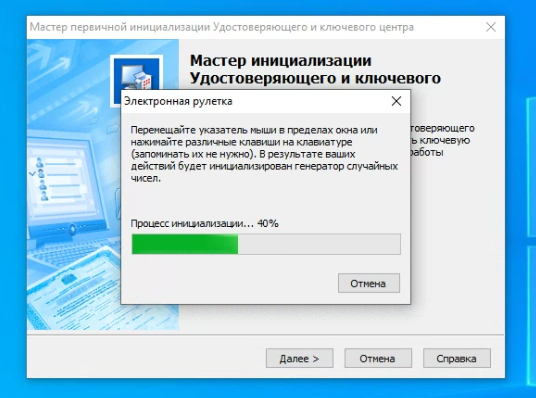 Мастер первичной инициализации Удостоверяющего и ключевого центра
Мастер инициализации
Удостоверяющего и ключевого
Электронная рулетка
Перемещайте указатель мыши в пределах окна или
нажимайте различные клавиши на клавиатуре
(запоминать их не нужно). В результате ваших
действий будет инициализирован генератор случайных
чисел.
товеряющего
ь ключевую
работы
Процесс инициализации... 40%
Отмена
Далее >
Отмена
Справка